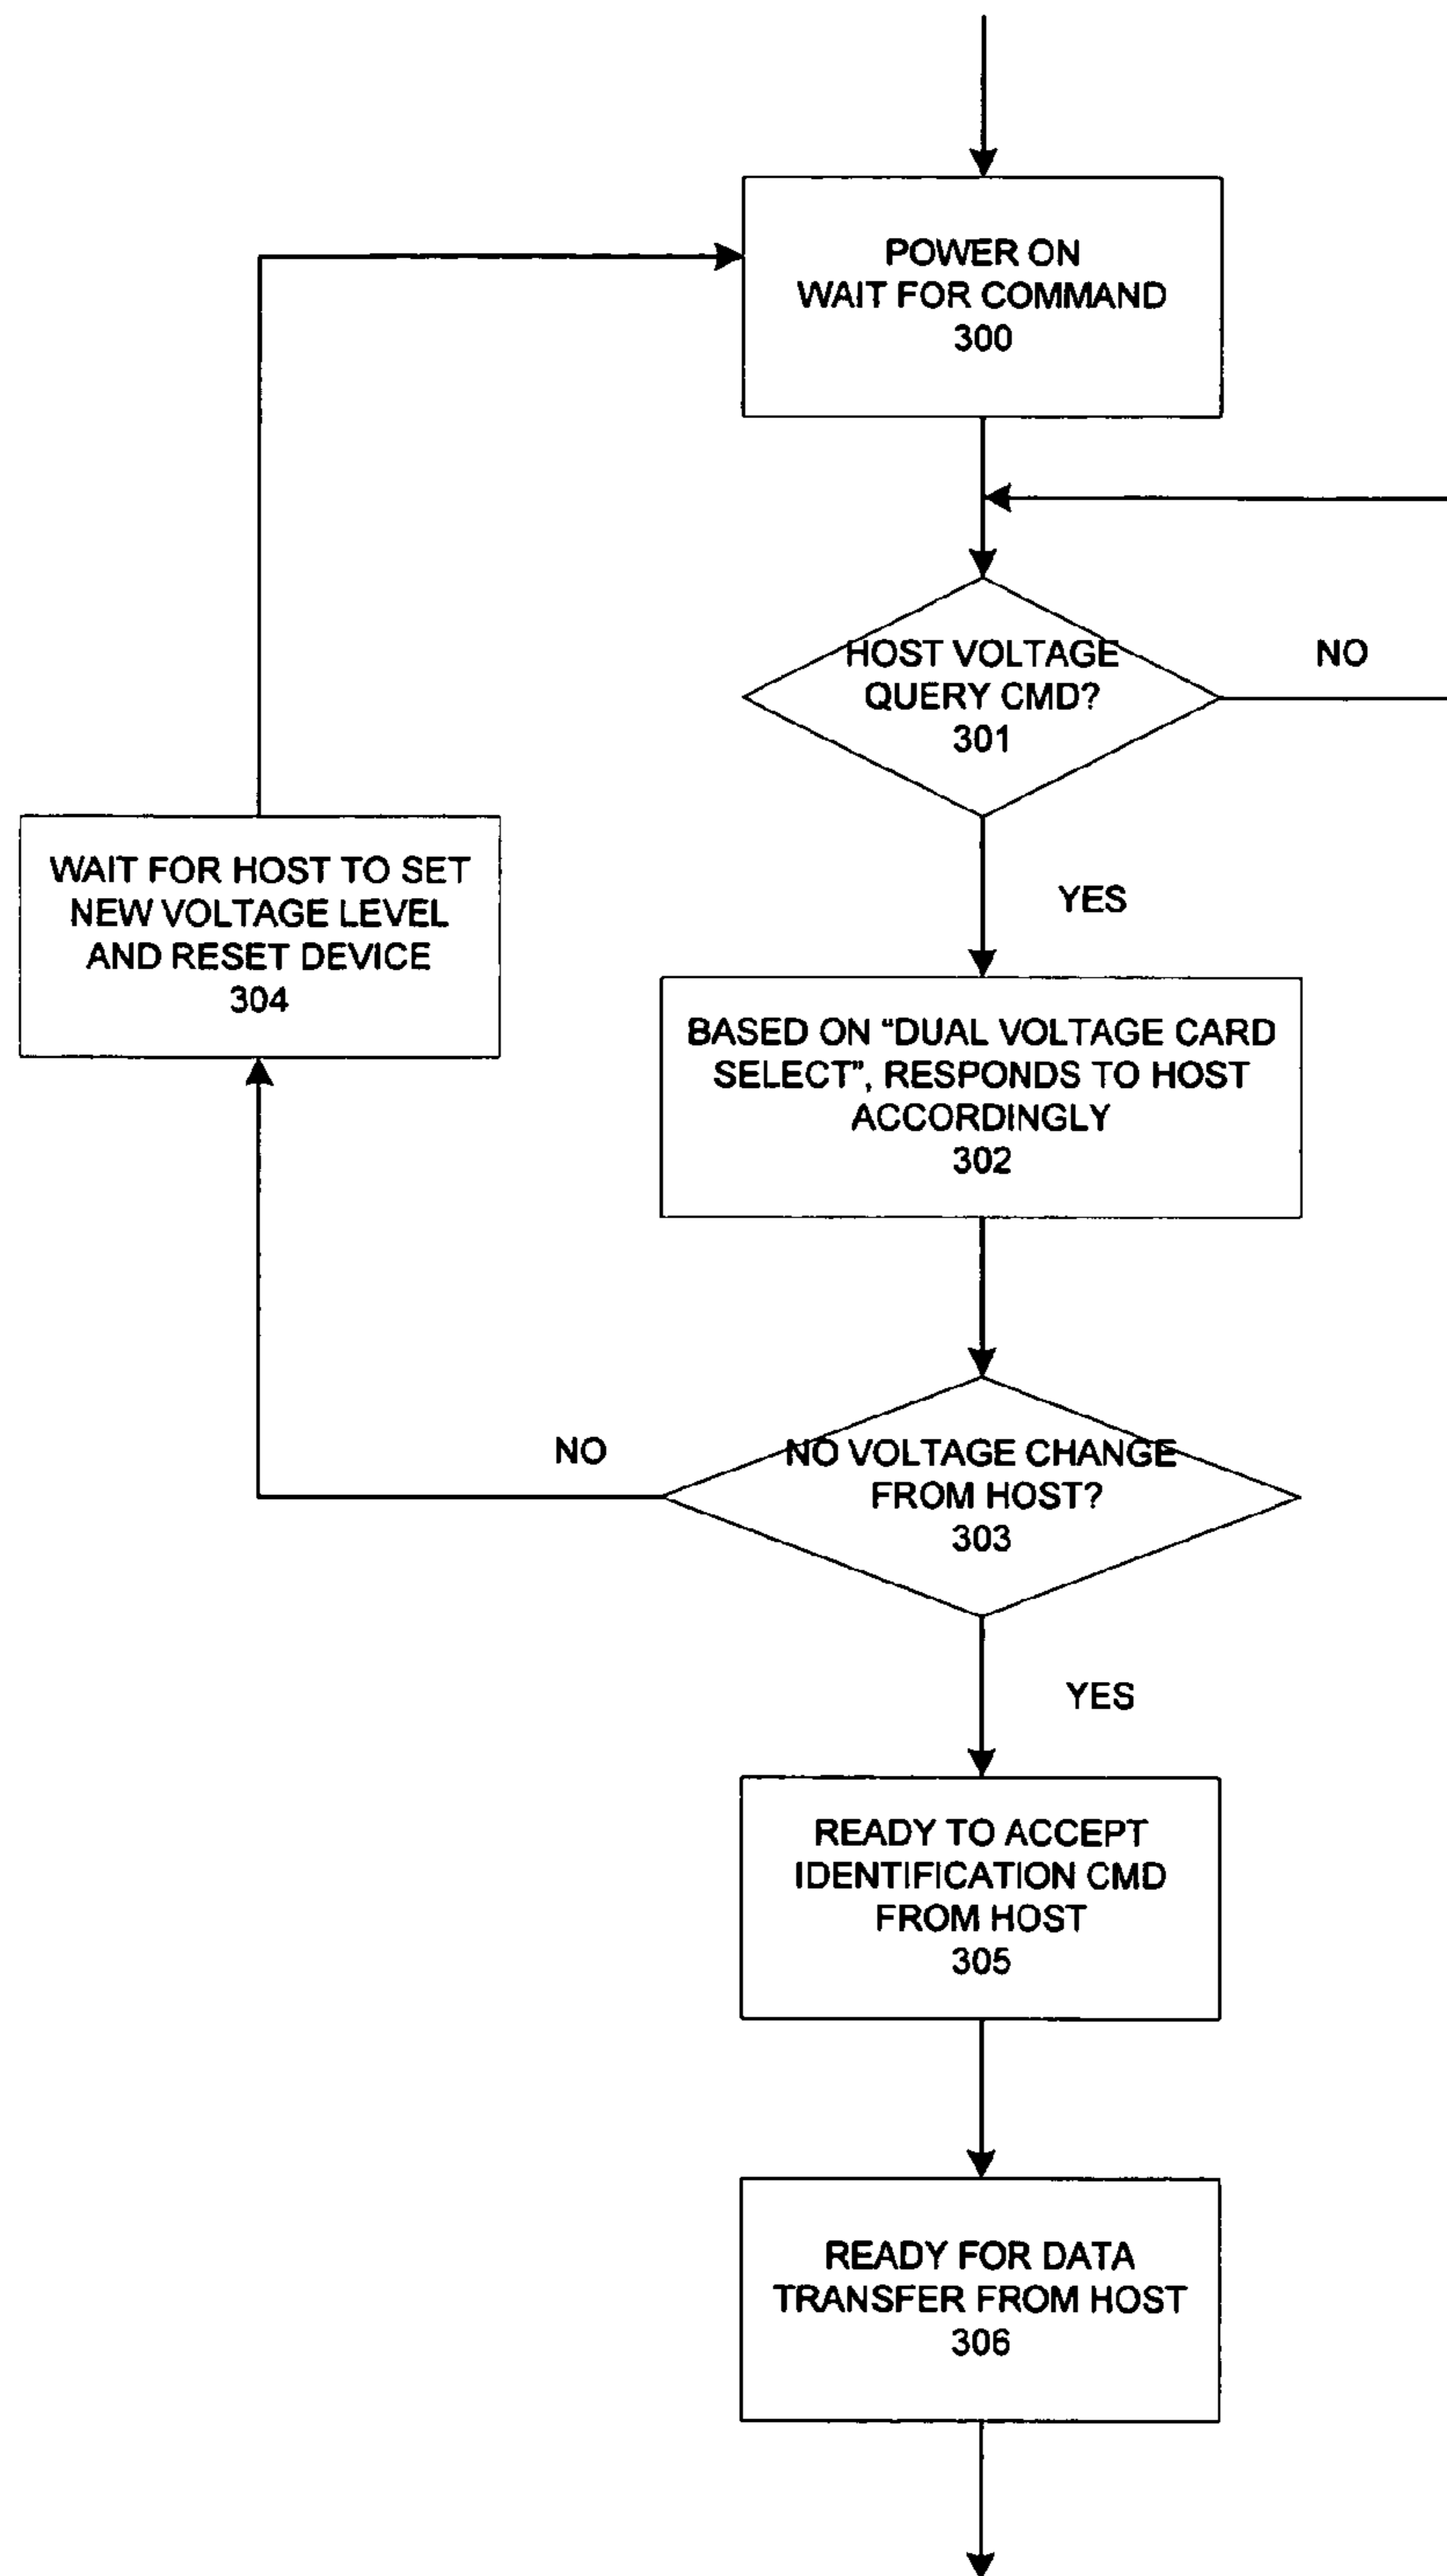 POWER ON
WAIT FOR COMMAND
300
HOST VOLTAGE
QUERY CMD?
301
NO
YES
WAIT FOR HOST TO SET
NEW VOLTAGE LEVEL
AND RESET DEVICE
304
BASED ON “DUAL VOLTAGE CARD
SELECT”, RESPONDS TO HOST
ACCORDINGLY
302
NO VOLTAGE CHANGE
FROM HOST?
303
NO
YES
READY TO ACCEPT
IDENTIFICATION CMD
FROM HOST
305
READY FOR DATA
TRANSFER FROM HOST
306